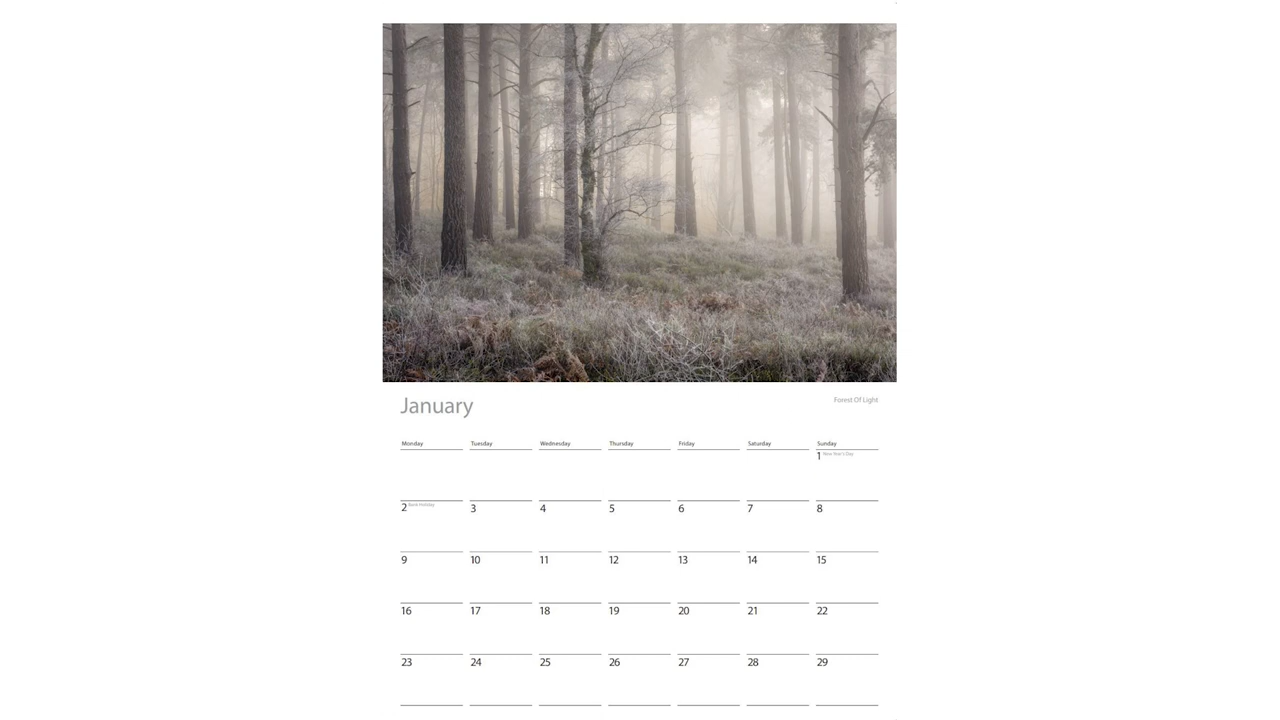 January
Forest Of Light
Monday Tuesday Wednesday Thursday Friday Saturday Sunday
1 New Year's Day
2 Bank Holiday 3 4 5 6 7 8
9 10 11 12 13 14 15
16 17 18 19 20 21 22
23 24 25 26 27 28 29